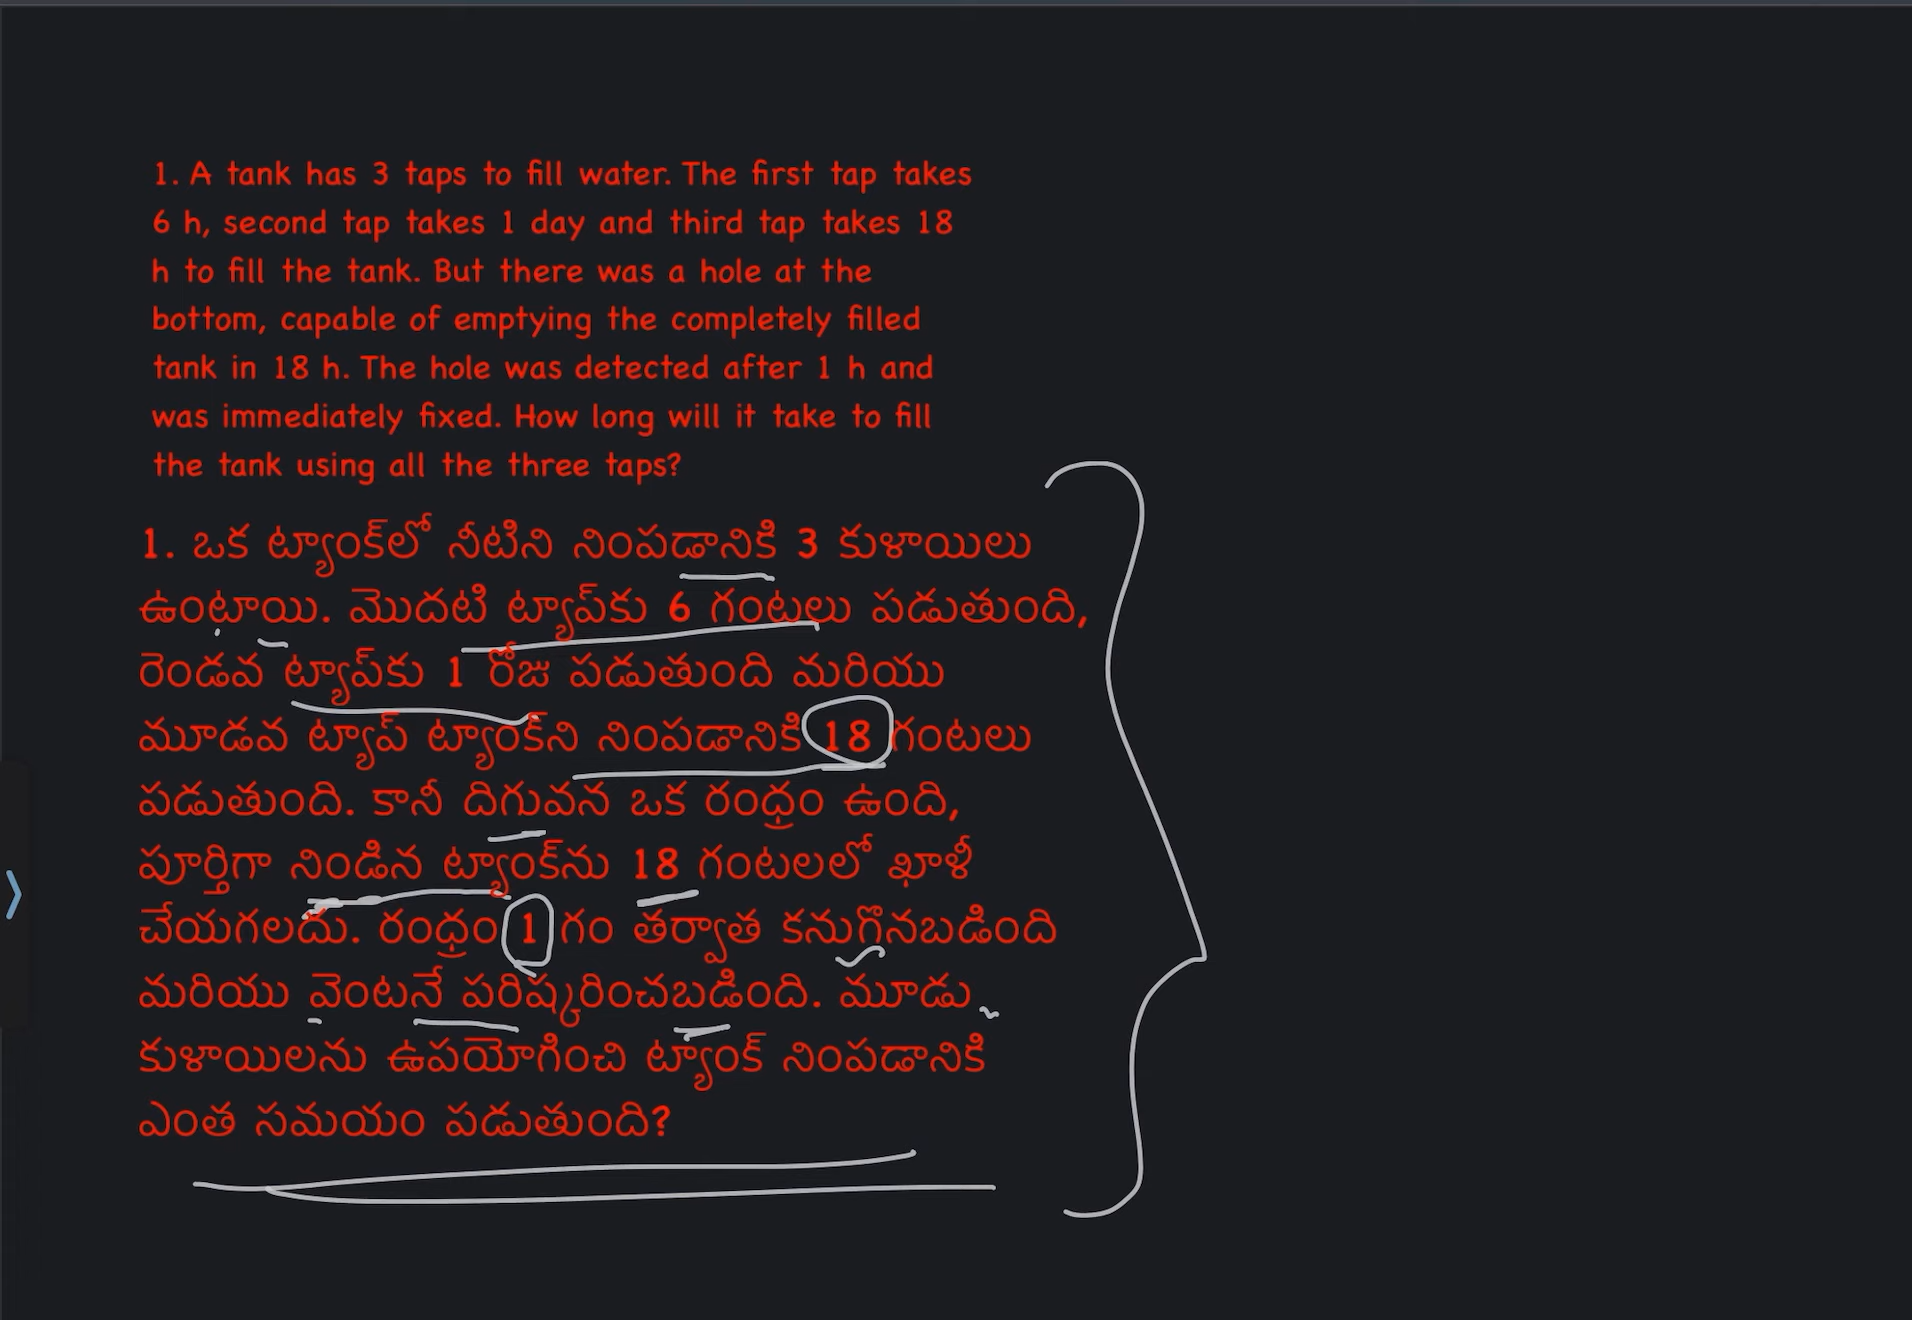 1. A tank has 3 taps to fill water. The first tap takes
6 h, second tap takes 1 day and third tap takes 18
h to fill the tank. But there was a hole at the
bottom, capable of emptying the completely filled
tank in 18 h. The hole was detected after 1 h and
was immediately fixed. How long will it take to fill
the tank using all the three taps?
1. ఒక ట్యాంక్‌లో నీటిని నింపడానికి 3 కుళాయిలు
ఉంటాయి. మొదటి ట్యాప్‌కు 6 గంటలు పడుతుంది,
రెండవ ట్యాప్‌కు 1 రోజు పడుతుంది మరియు
మూడవ ట్యాప్ ట్యాంక్‌ని నింపడానికి 18 గంటలు
పడుతుంది. కానీ దిగువన ఒక రంధ్రం ఉంది,
పూర్తిగా నిండిన ట్యాంక్‌ను 18 గంటలలో ఖాళీ
చేయగలదు. రంధ్రం 1 గం తర్వాత కనుగొనబడింది
మరియు వెంటనే పరిష్కరించబడింది. మూడు
కుళాయిలను ఉపయోగించి ట్యాంక్ నింపడానికి
ఎంత సమయం పడుతుంది?